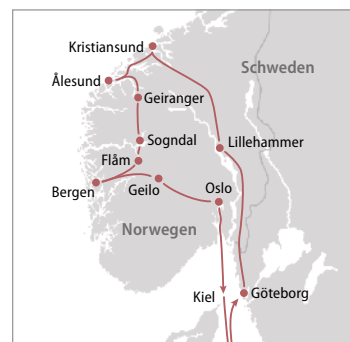 Kristiansund
Schweden
Ålesund
Geiranger
Sogndal
Lillehammer
Flåm
Bergen
Geilo
Oslo
Norwegen
Kiel
Göteborg